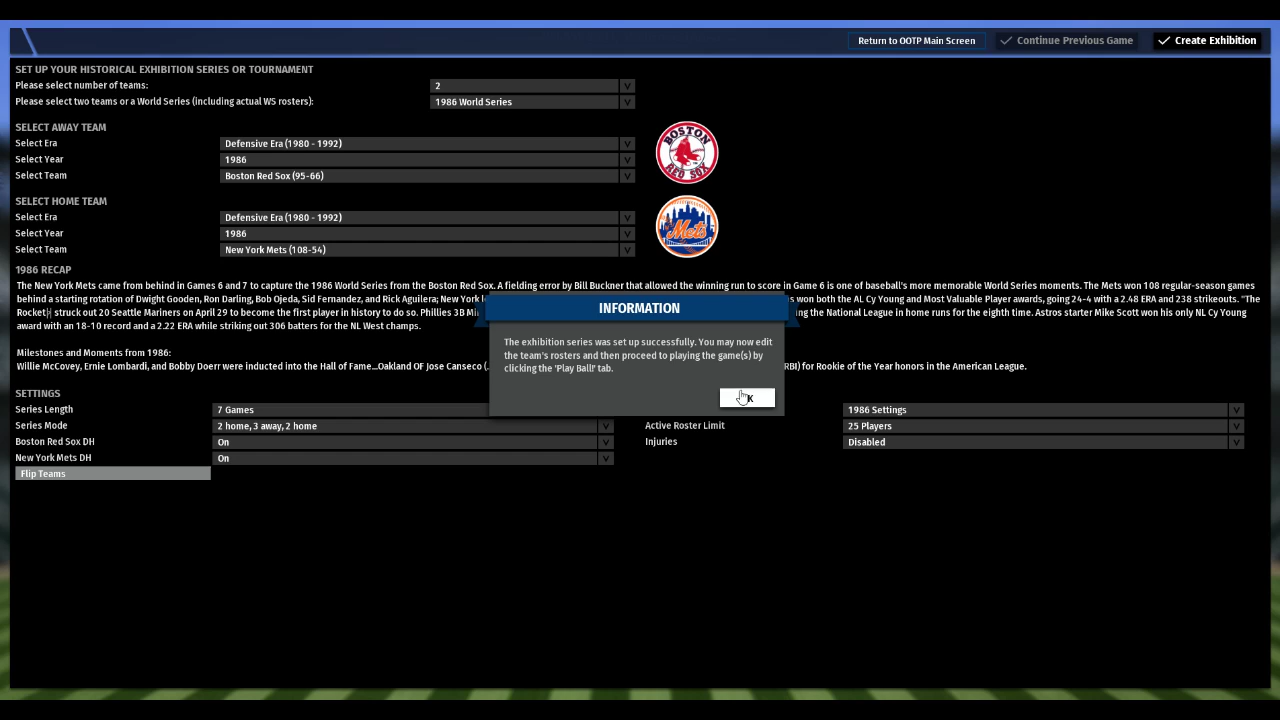 Return to OOTP Main Screen
Continue Previous Game
Create Exhibition
SET UP YOUR HISTORICAL EXHIBITION SERIES OR TOURNAMENT
Please select number of teams: 2
Please select two teams or a World Series (including actual WS rosters): 1986 World Series
SELECT AWAY TEAM
Select Era Defensive Era (1980 - 1992)
Select Year 1986
Select Team Boston Red Sox (95-66)
BOSTON RED SOX
SELECT HOME TEAM
Select Era Defensive Era (1980 - 1992)
Select Year 1986
Select Team New York Mets (108-54)
Mets
1986 RECAP
The New York Mets came from behind in Games 6 and 7 to capture the 1986 World Series from the Boston Red Sox. A fielding error by Bill Buckner that allowed the winning run to score in Game 6 is one of baseball's more memorable World Series moments. The Mets won 108 regular-season games
behind a starting rotation of Dwight Gooden, Ron Darling, Bob Ojeda, Sid Fernandez, and Rick Aguilera; New York l s won both the AL Cy Young and Most Valuable Player awards, going 24-4 with a 2.48 ERA and 238 strikeouts. "The
Rocket struck out 20 Seattle Mariners on April 29 to become the first player in history to do so. Phillies 3B Mi ng the National League in home runs for the eighth time. Astros starter Mike Scott won his only NL Cy Young
award with an 18-10 record and a 2.22 ERA while striking out 306 batters for the NL West champs.
Milestones and Moments from 1986:
Willie McCovey, Ernie Lombardi, and Bobby Doerr were inducted into the Hall of Fame...Oakland OF Jose Canseco (. RBI) for Rookie of the Year honors in the American League.
INFORMATION
The exhibition series was set up successfully. You may now edit
the team's rosters and then proceed to playing the game(s) by
clicking the 'Play Ball!' tab.
K
SETTINGS
Series Length 7 Games 1986 Settings
Series Mode 2 home, 3 away, 2 home Active Roster Limit 25 Players
Boston Red Sox DH On Injuries Disabled
New York Mets DH On
Flip Teams